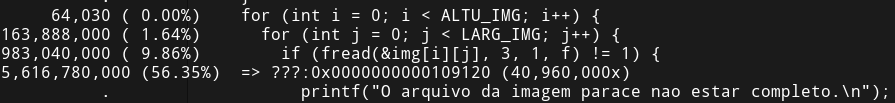 64,030 ( 0.00%)    for (int i = 0; i < ALTU_IMG; i++) {
163,888,000 ( 1.64%)      for (int j = 0; j < LARG_IMG; j++) {
983,040,000 ( 9.86%)        if (fread(&img[i][j], 3, 1, f) != 1) {
5,616,780,000 (56.35%)  => ???:0x0000000000109120 (40,960,000x)
.          printf("O arquivo da imagem parace nao estar completo.\n");